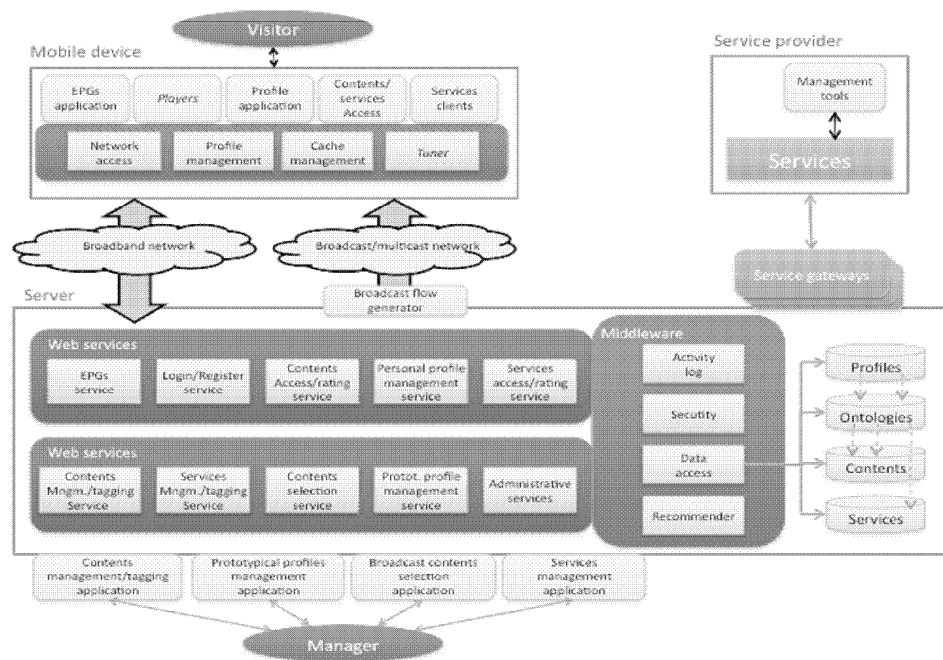 Visitor
Mobile device
Service provider
EPGs
application
Players
Profile
application
Contents/
services
Access
Services
clients
Management
tools
Network
access
Profile
management
Cache
management
Tuner
Services
Broadband network
Broadcast/multicast network
Service gateways
Server
Broadcast flow
generator
Web services
EPGs
service
Login/Register
service
Contents
Access/rating
service
Personal profile
management
service
Services
access/rating
service
Middleware
Activity
log
Secutity
Data
access
Recommender
Profiles
Ontologies
Contents
Services
Web services
Contents
Mngm./tagging
Service
Services
Mngm./tagging
Service
Contents
selection
service
Protot. profile
management
service
Administrative
services
Contents
management/tagging
application
Prototypical profiles
management
application
Broadcast contents
selection
application
Services
management
application
Manager